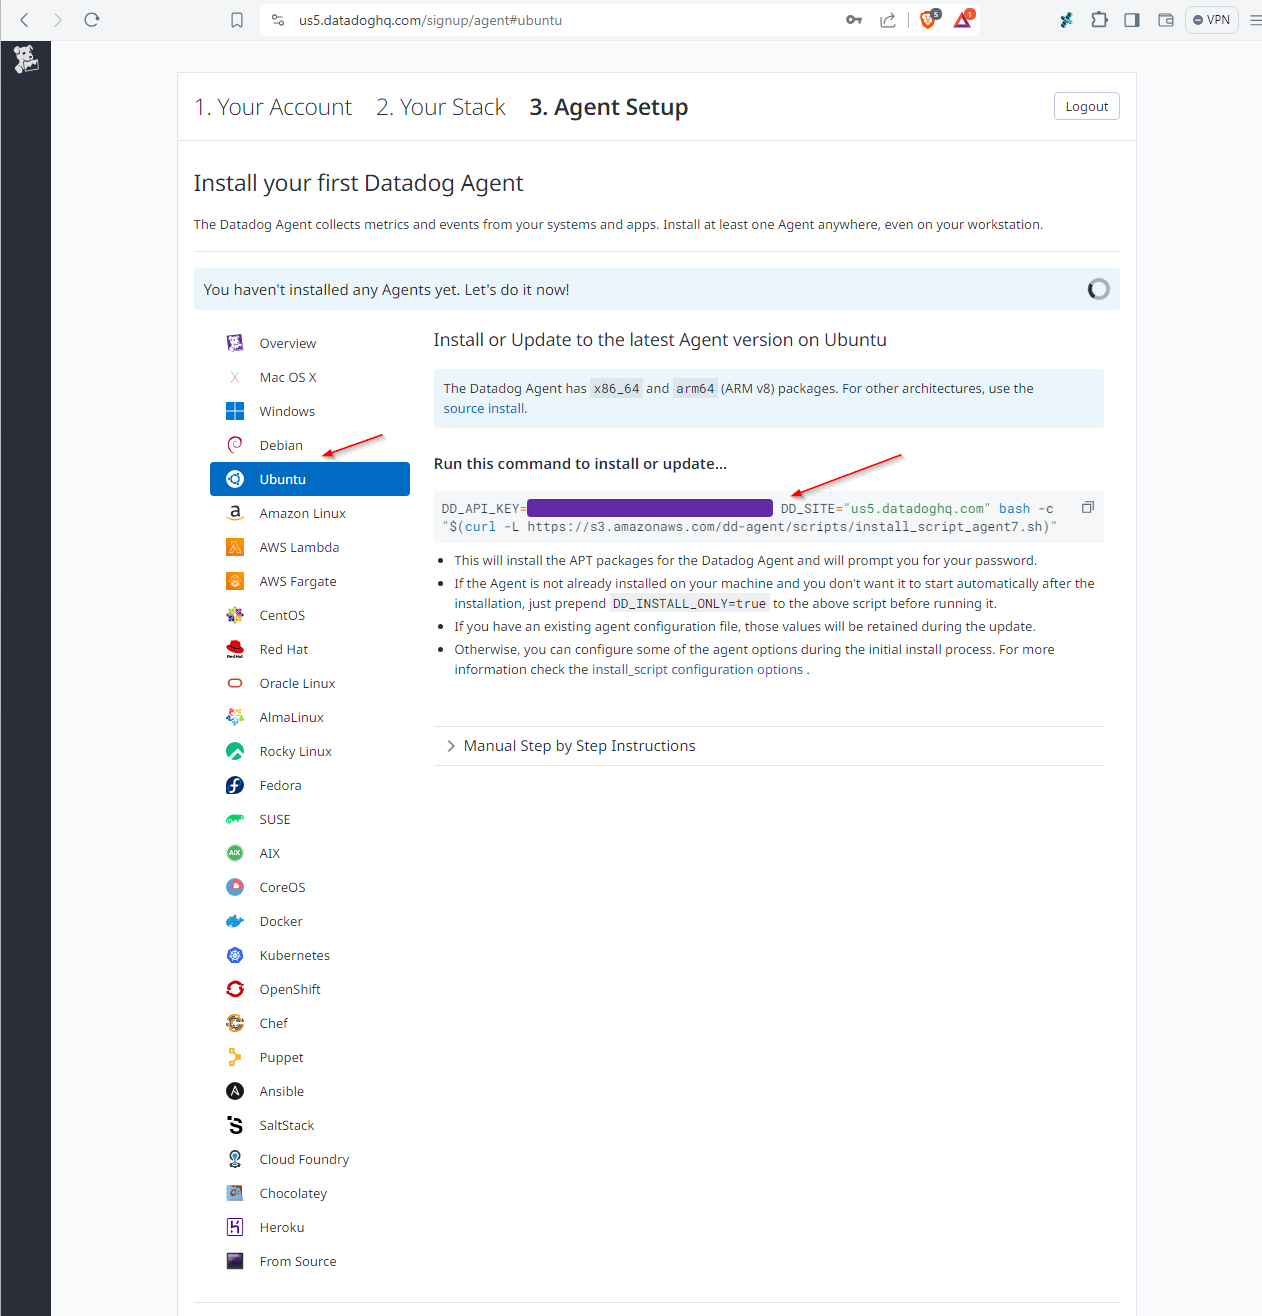 us5.datadoghq.com/signup/agent#ubuntu
5
1
VPN
1. Your Account 2. Your Stack 3. Agent Setup
Logout
Install your first Datadog Agent
The Datadog Agent collects metrics and events from your systems and apps. Install at least one Agent anywhere, even on your workstation.
You haven't installed any Agents yet. Let's do it now!
Overview
Mac OS X
Windows
Debian
Ubuntu
Amazon Linux
AWS Lambda
AWS Fargate
CentOS
Red Hat
Oracle Linux
AlmaLinux
Rocky Linux
Fedora
SUSE
AIX
CoreOS
Docker
Kubernetes
OpenShift
Chef
Puppet
Ansible
SaltStack
Cloud Foundry
Chocolatey
Heroku
From Source
Install or Update to the latest Agent version on Ubuntu
The Datadog Agent has x86_64 and arm64 (ARM v8) packages. For other architectures, use the
source install.
Run this command to install or update...
DD_API_KEY= DD_SITE="us5.datadoghq.com" bash -c
"$(curl -L https://s3.amazonaws.com/dd-agent/scripts/install_script_agent7.sh)"
• This will install the APT packages for the Datadog Agent and will prompt you for your password.
• If the Agent is not already installed on your machine and you don't want it to start automatically after the
installation, just prepend DD_INSTALL_ONLY=true to the above script before running it.
• If you have an existing agent configuration file, those values will be retained during the update.
• Otherwise, you can configure some of the agent options during the initial install process. For more
information check the install_script configuration options .
Manual Step by Step Instructions